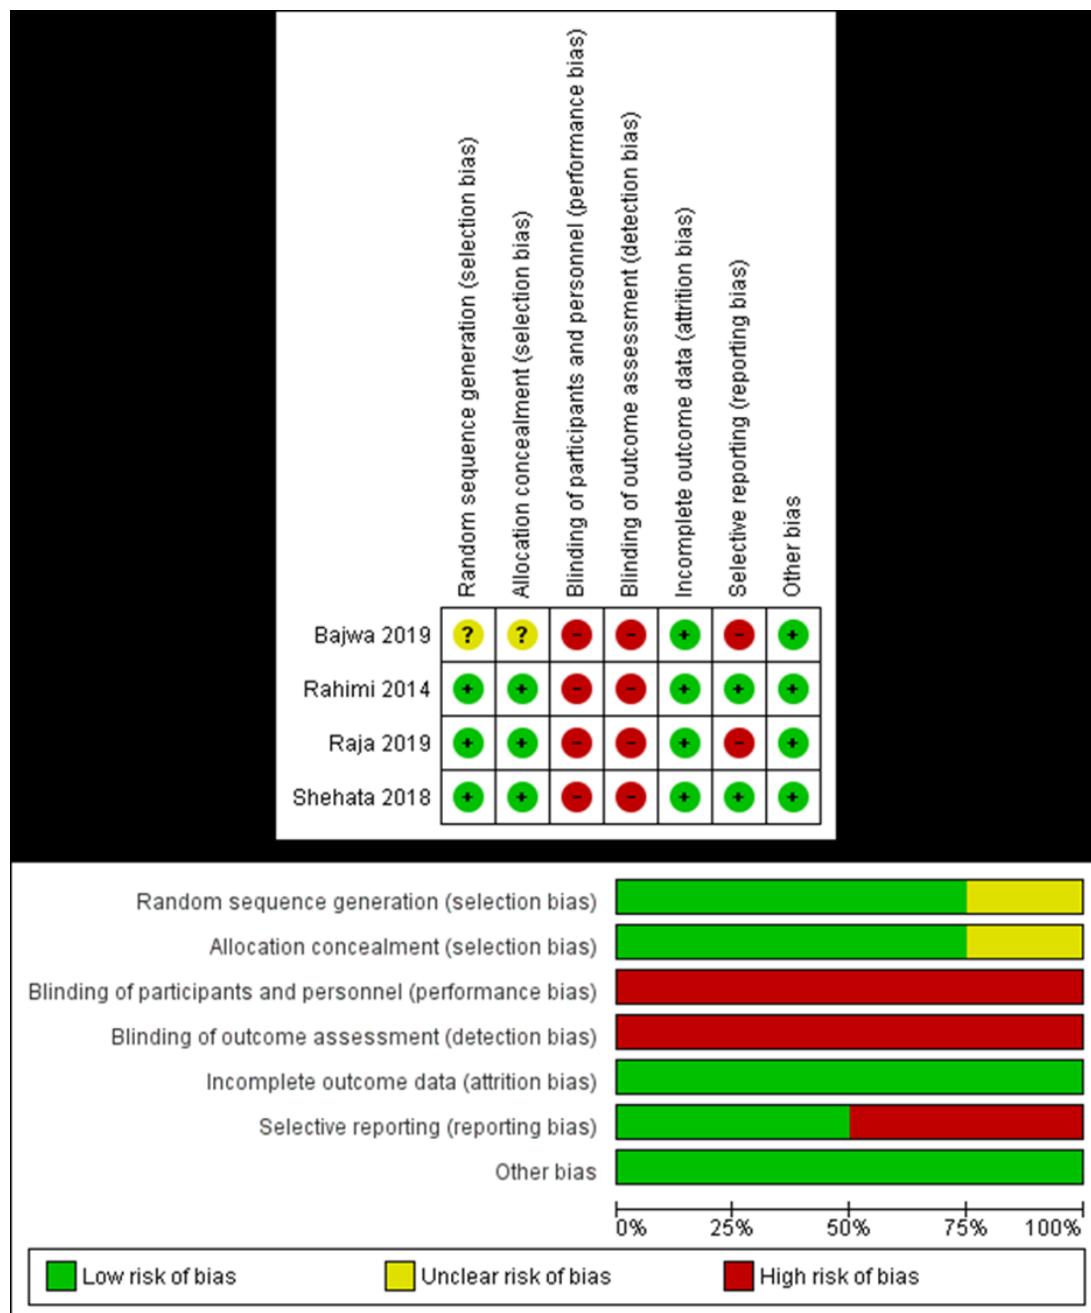 Random sequence generation (selection bias)
Allocation concealment (selection bias)
Blinding of participants and personnel (performance bias)
Blinding of outcome assessment (detection bias)
Incomplete outcome data (attrition bias)
Selective reporting (reporting bias)
Other bias
Bajwa 2019 ? ? - - + - +
Rahimi 2014 + + - - + + +
Raja 2019 + + - - + - +
Shehata 2018 + + - - + + +
Random sequence generation (selection bias)
Allocation concealment (selection bias)
Blinding of participants and personnel (performance bias)
Blinding of outcome assessment (detection bias)
Incomplete outcome data (attrition bias)
Selective reporting (reporting bias)
Other bias
0% 25% 50% 75% 100%
Low risk of bias Unclear risk of bias High risk of bias